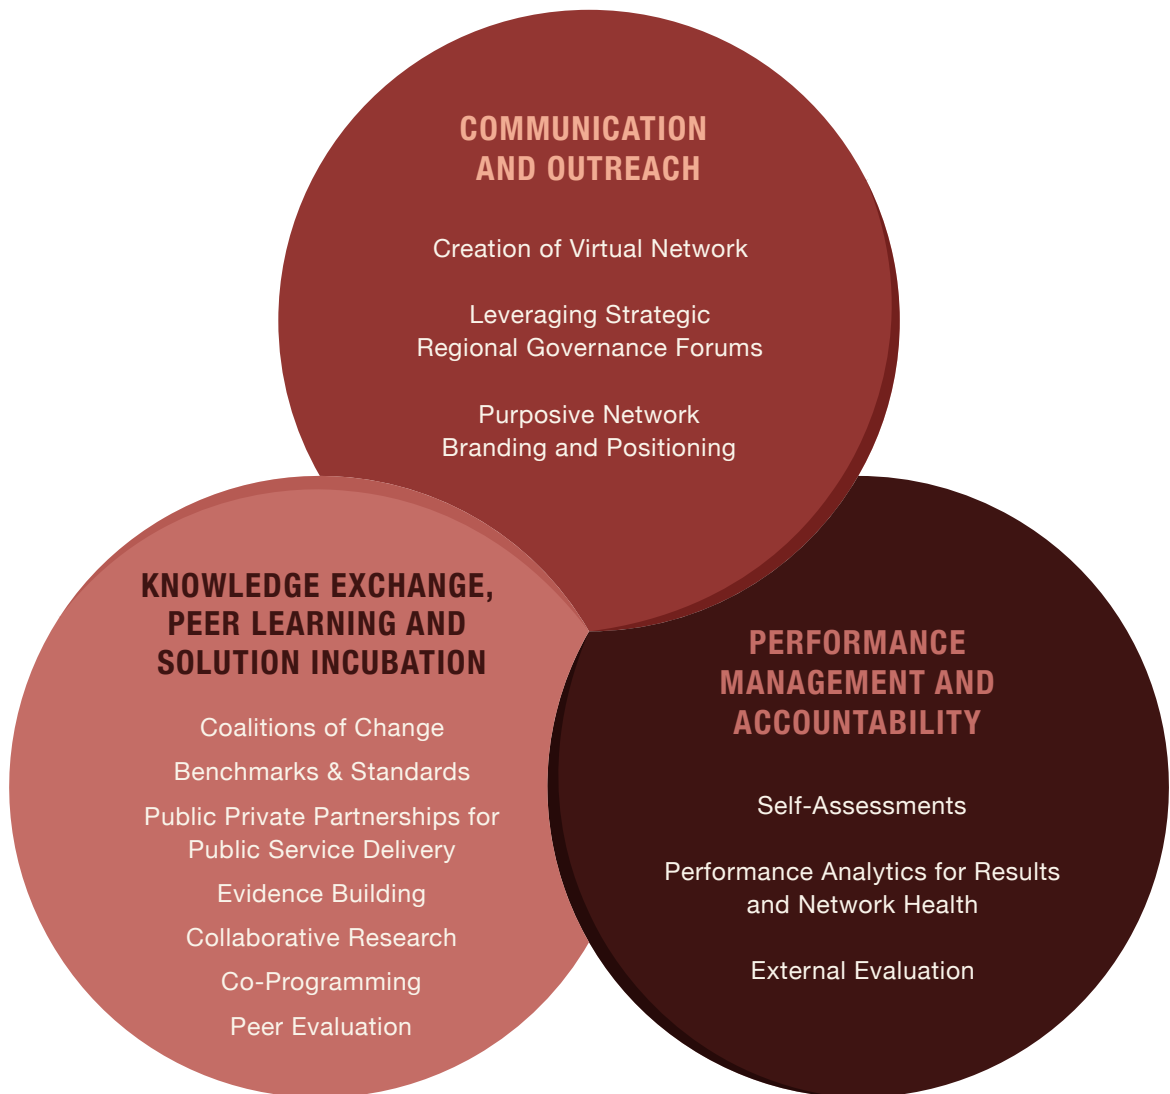 COMMUNICATION
AND OUTREACH
Creation of Virtual Network
Leveraging Strategic
Regional Governance Forums
Purposive Network
Branding and Positioning
KNOWLEDGE EXCHANGE,
PEER LEARNING AND
SOLUTION INCUBATION
Coalitions of Change
Benchmarks & Standards
Public Private Partnerships for
Public Service Delivery
Evidence Building
Collaborative Research
Co-Programming
Peer Evaluation
PERFORMANCE
MANAGEMENT AND
ACCOUNTABILITY
Self-Assessments
Performance Analytics for Results
and Network Health
External Evaluation